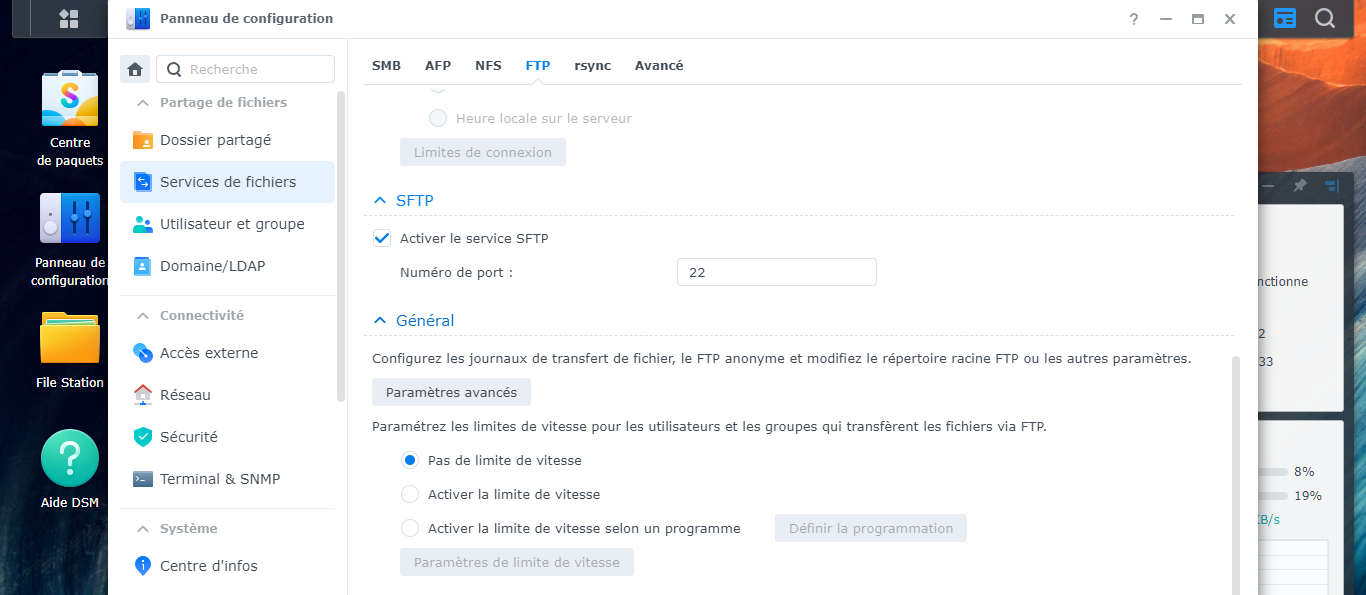 Panneau de configuration
?
Centre
de paquets
Panneau de
configuration
File Station
?
Aide DSM
Recherche
Partage de fichiers
Dossier partagé
Services de fichiers
Utilisateur et groupe
Domaine/LDAP
Connectivité
Accès externe
Réseau
Sécurité
Terminal & SNMP
Système
Centre d'infos
SMB AFP NFS FTP rsync Avancé
Heure locale sur le serveur
Limites de connexion
SFTP
Activer le service SFTP
Numéro de port : 22
Général
Configurez les journaux de transfert de fichier, le FTP anonyme et modifiez le répertoire racine FTP ou les autres paramètres.
Paramètres avancés
Paramétrez les limites de vitesse pour les utilisateurs et les groupes qui transfèrent les fichiers via FTP.
Pas de limite de vitesse
Activer la limite de vitesse
Activer la limite de vitesse selon un programme Définir la programmation
Paramètres de limite de vitesse
nctionne
2
33
8%
19%
KB/s